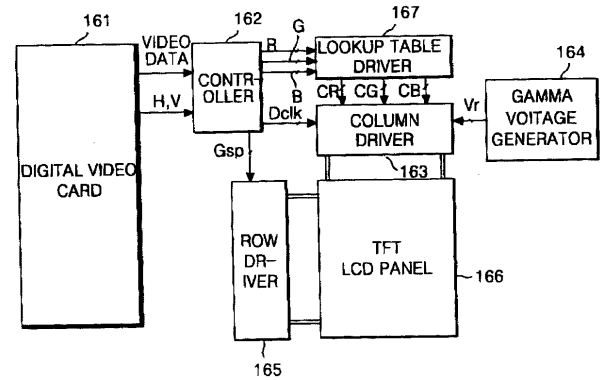 161
162
167
164
VIDEO
DATA
R
G
B
LOOKUP TABLE
DRIVER
CONTR-
OLLER
CR
CG
CB
H,V
Dclk
COLUMN
DRIVER
Vr
GAMMA
VOLTAGE
GENERATOR
Gsp
163
DIGITAL VIDEO
CARD
ROW
DR-
IVER
TFT
LCD PANEL
166
165